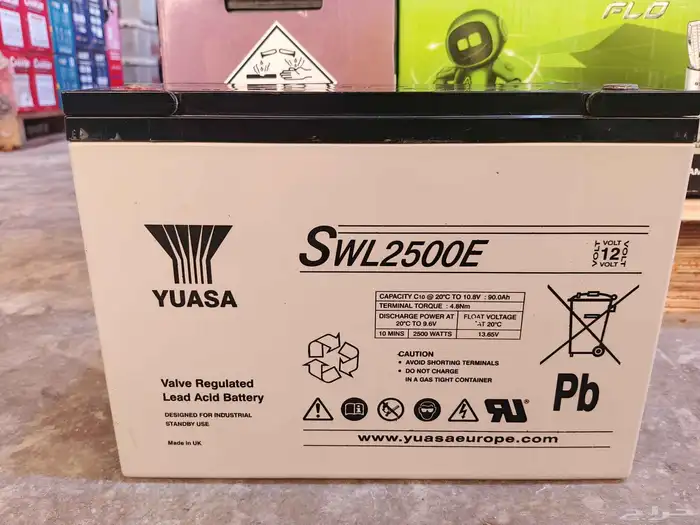 FLO
YUASA
SWL2500E
VOLT
VOLT 12 VOLT
VOLT
CAPACITY C10 @ 20°C TO 10.8V : 90.0Ah
TERMINAL TORQUE : 4.8Nm
DISCHARGE POWER AT 20°C TO 9.6V
FLOAT VOLTAGE AT 20°C
10 MINS 2500 WATTS 13.65V
CAUTION
• AVOID SHORTING TERMINALS
• DO NOT CHARGE
IN A GAS TIGHT CONTAINER
Pb
Valve Regulated
Lead Acid Battery
DESIGNED FOR INDUSTRIAL
STANDBY USE
Made in UK
www.yuasaeurope.com
حراج